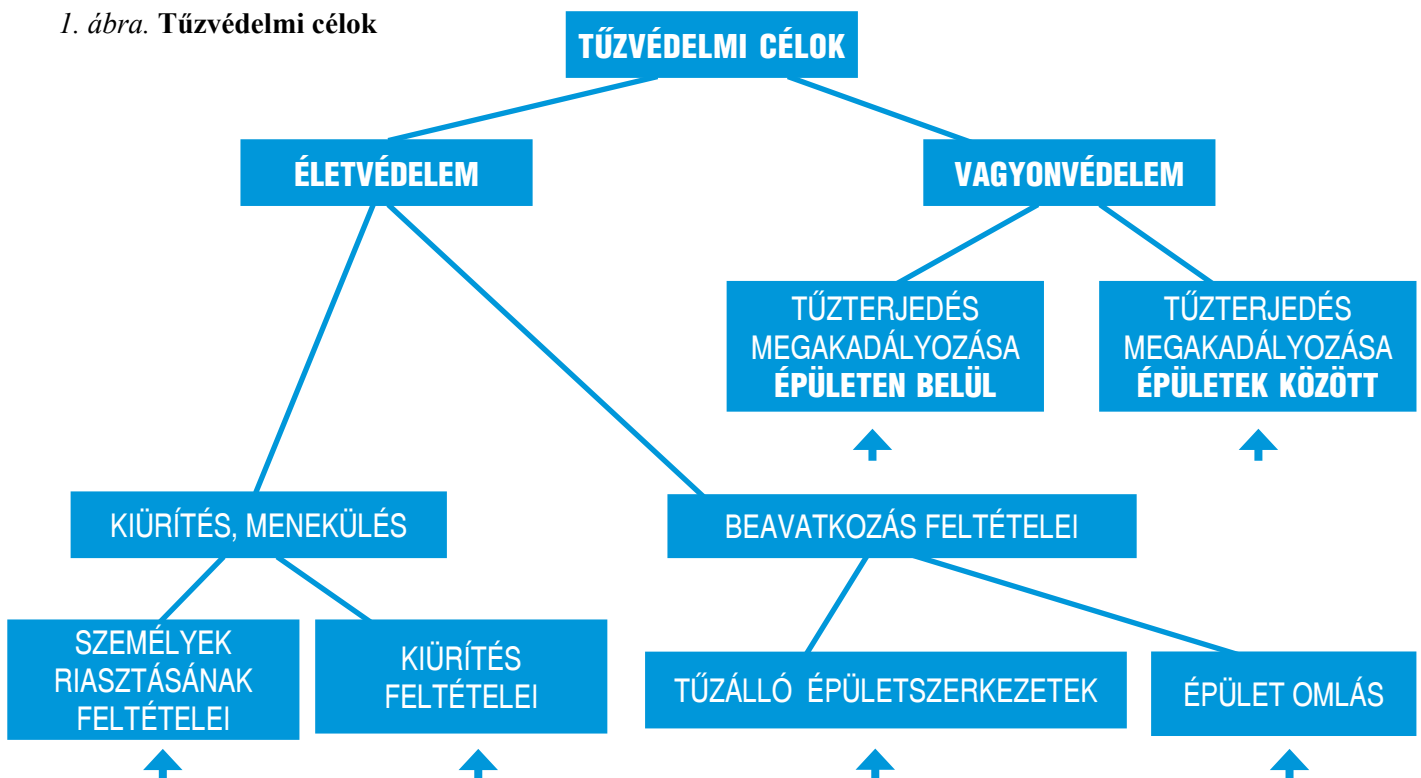 1. ábra. Tűzvédelmi célok
TŰZVÉDELMI CÉLOK
ÉLETVÉDELEM
VAGYONVÉDELEM
TŰZTERJEDÉS
MEGAKADÁLYOZÁSA
ÉPÜLETEN BELÜL
TŰZTERJEDÉS
MEGAKADÁLYOZÁSA
ÉPÜLETEK KÖZÖTT
KIÜRÍTÉS, MENEKÜLÉS
BEAVATKOZÁS FELTÉTELEI
SZEMÉLYEK
RIASZTÁSÁNAK
FELTÉTELEI
KIÜRÍTÉS
FELTÉTELEI
TŰZÁLLÓ ÉPÜLETSZERKEZETEK
ÉPÜLET OMLÁS